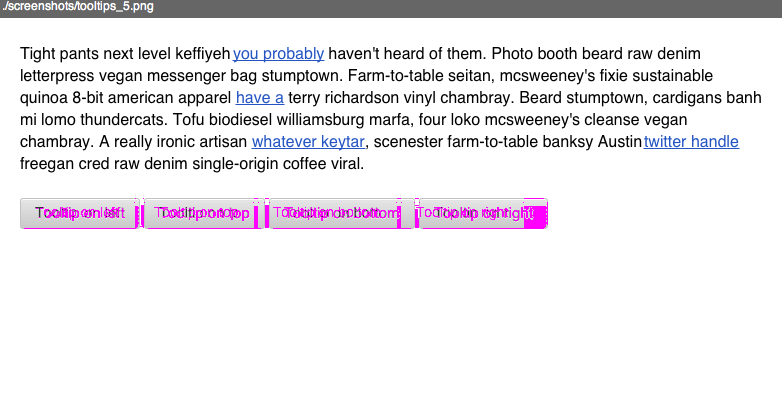 ./screenshots/tooltips_5.png
Tight pants next level keffiyeh you probably haven't heard of them. Photo booth beard raw denim
letterpress vegan messenger bag stumptown. Farm-to-table seitan, mcsweeney's fixie sustainable
quinoa 8-bit american apparel have a terry richardson vinyl chambray. Beard stumptown, cardigans banh
mi lomo thundercats. Tofu biodiesel williamsburg marfa, four loko mcsweeney's cleanse vegan
chambray. A really ironic artisan whatever keytar, scenester farm-to-table banksy Austin twitter handle
freegan cred raw denim single-origin coffee viral.
Tooltip on left Tooltip on top Tooltip on bottom Tooltip on right